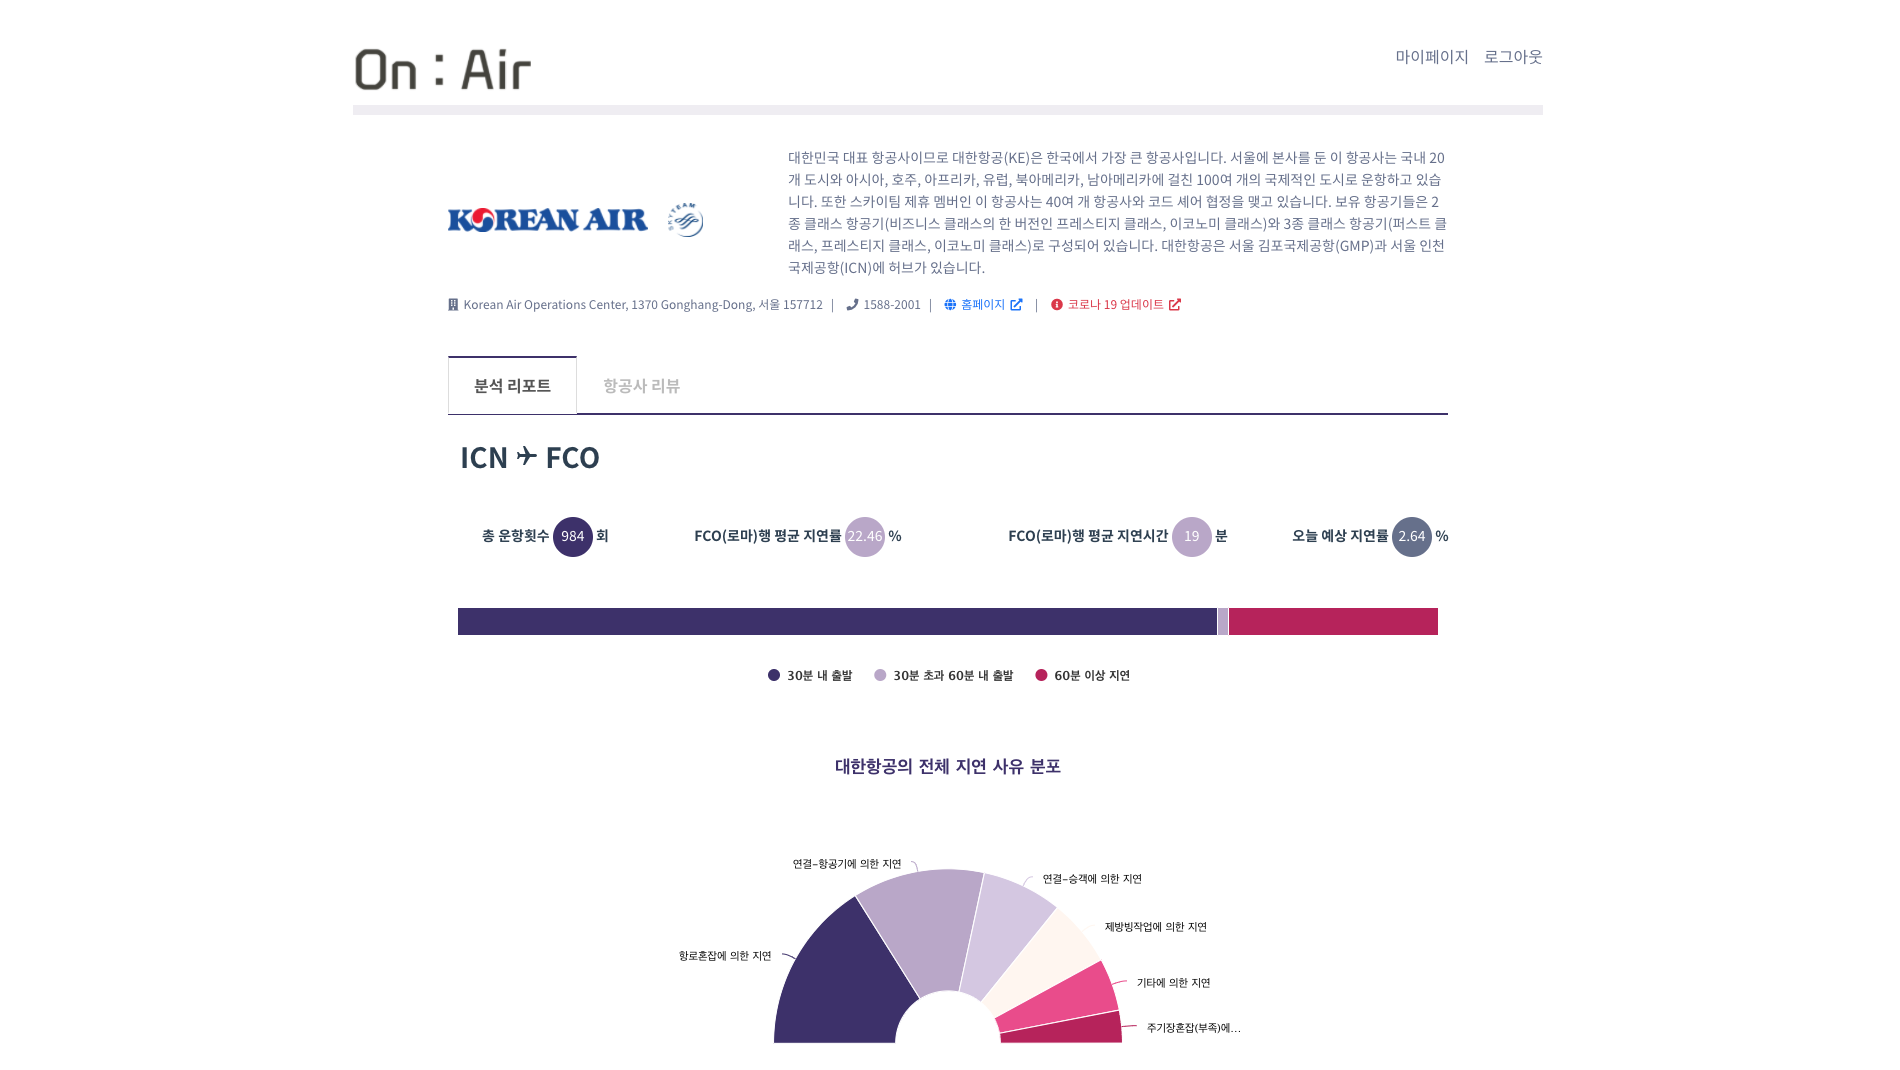 On : Air
마이페이지 로그아웃
대한민국 대표 항공사이므로 대한항공(KE)은 한국에서 가장 큰 항공사입니다. 서울에 본사를 둔 이 항공사는 국내 20
개 도시와 아시아, 호주, 아프리카, 유럽, 북아메리카, 남아메리카에 걸친 100여 개의 국제적인 도시로 운항하고 있습
니다. 또한 스카이팀 제휴 멤버인 이 항공사는 40여 개 항공사와 코드 셰어 협정을 맺고 있습니다. 보유 항공기들은 2
종 클래스 항공기(비즈니스 클래스의 한 버전인 프레스티지 클래스, 이코노미 클래스)와 3종 클래스 항공기(퍼스트 클
래스, 프레스티지 클래스, 이코노미 클래스)로 구성되어 있습니다. 대한항공은 서울 김포국제공항(GMP)과 서울 인천
국제공항(ICN)에 허브가 있습니다.
KOREAN AIR SKYTEAM
Korean Air Operations Center, 1370 Gonghang-Dong, 서울 157712 | 1588-2001 | 홈페이지 | 코로나 19 업데이트
분석 리포트 항공사 리뷰
ICN ✈ FCO
총 운항횟수 984 회 FCO(로마)행 평균 지연률 22.46 % FCO(로마)행 평균 지연시간 19 분 오늘 예상 지연률 2.64 %
30분 내 출발 30분 초과 60분 내 출발 60분 이상 지연
대한항공의 전체 지연 사유 분포
연결-항공기에 의한 지연
연결-승객에 의한 지연
제방빙작업에 의한 지연
항로혼잡에 의한 지연
기타에 의한 지연
주기장혼잡(부족)에...